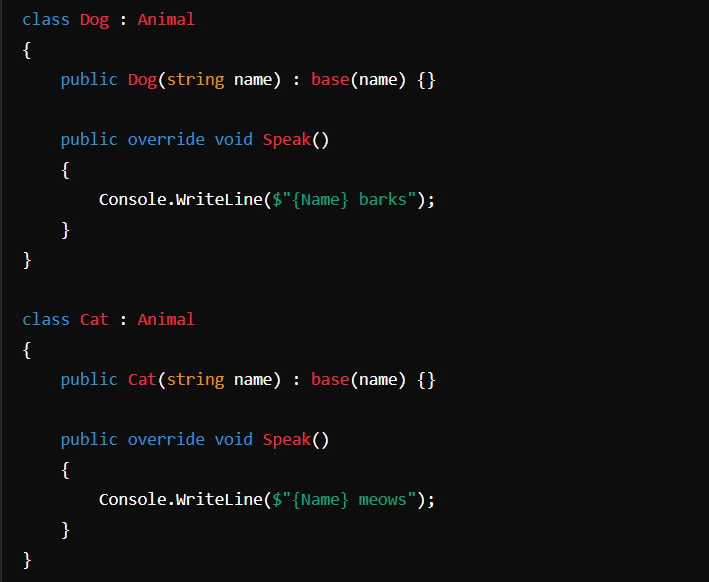 class Dog : Animal
{
    public Dog(string name) : base(name) {}

    public override void Speak()
    {
        Console.WriteLine($"{Name} barks");
    }
}

class Cat : Animal
{
    public Cat(string name) : base(name) {}

    public override void Speak()
    {
        Console.WriteLine($"{Name} meows");
    }
}